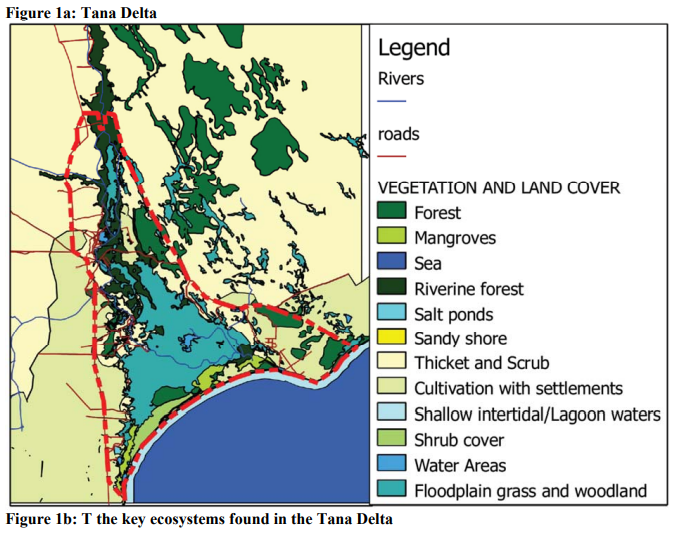 Figure 1a: Tana Delta
Legend
Rivers
roads
VEGETATION AND LAND COVER
Forest
Mangroves
Sea
Riverine forest
Salt ponds
Sandy shore
Thicket and Scrub
Cultivation with settlements
Shallow intertidal/Lagoon waters
Shrub cover
Water Areas
Floodplain grass and woodland
Figure 1b: T the key ecosystems found in the Tana Delta